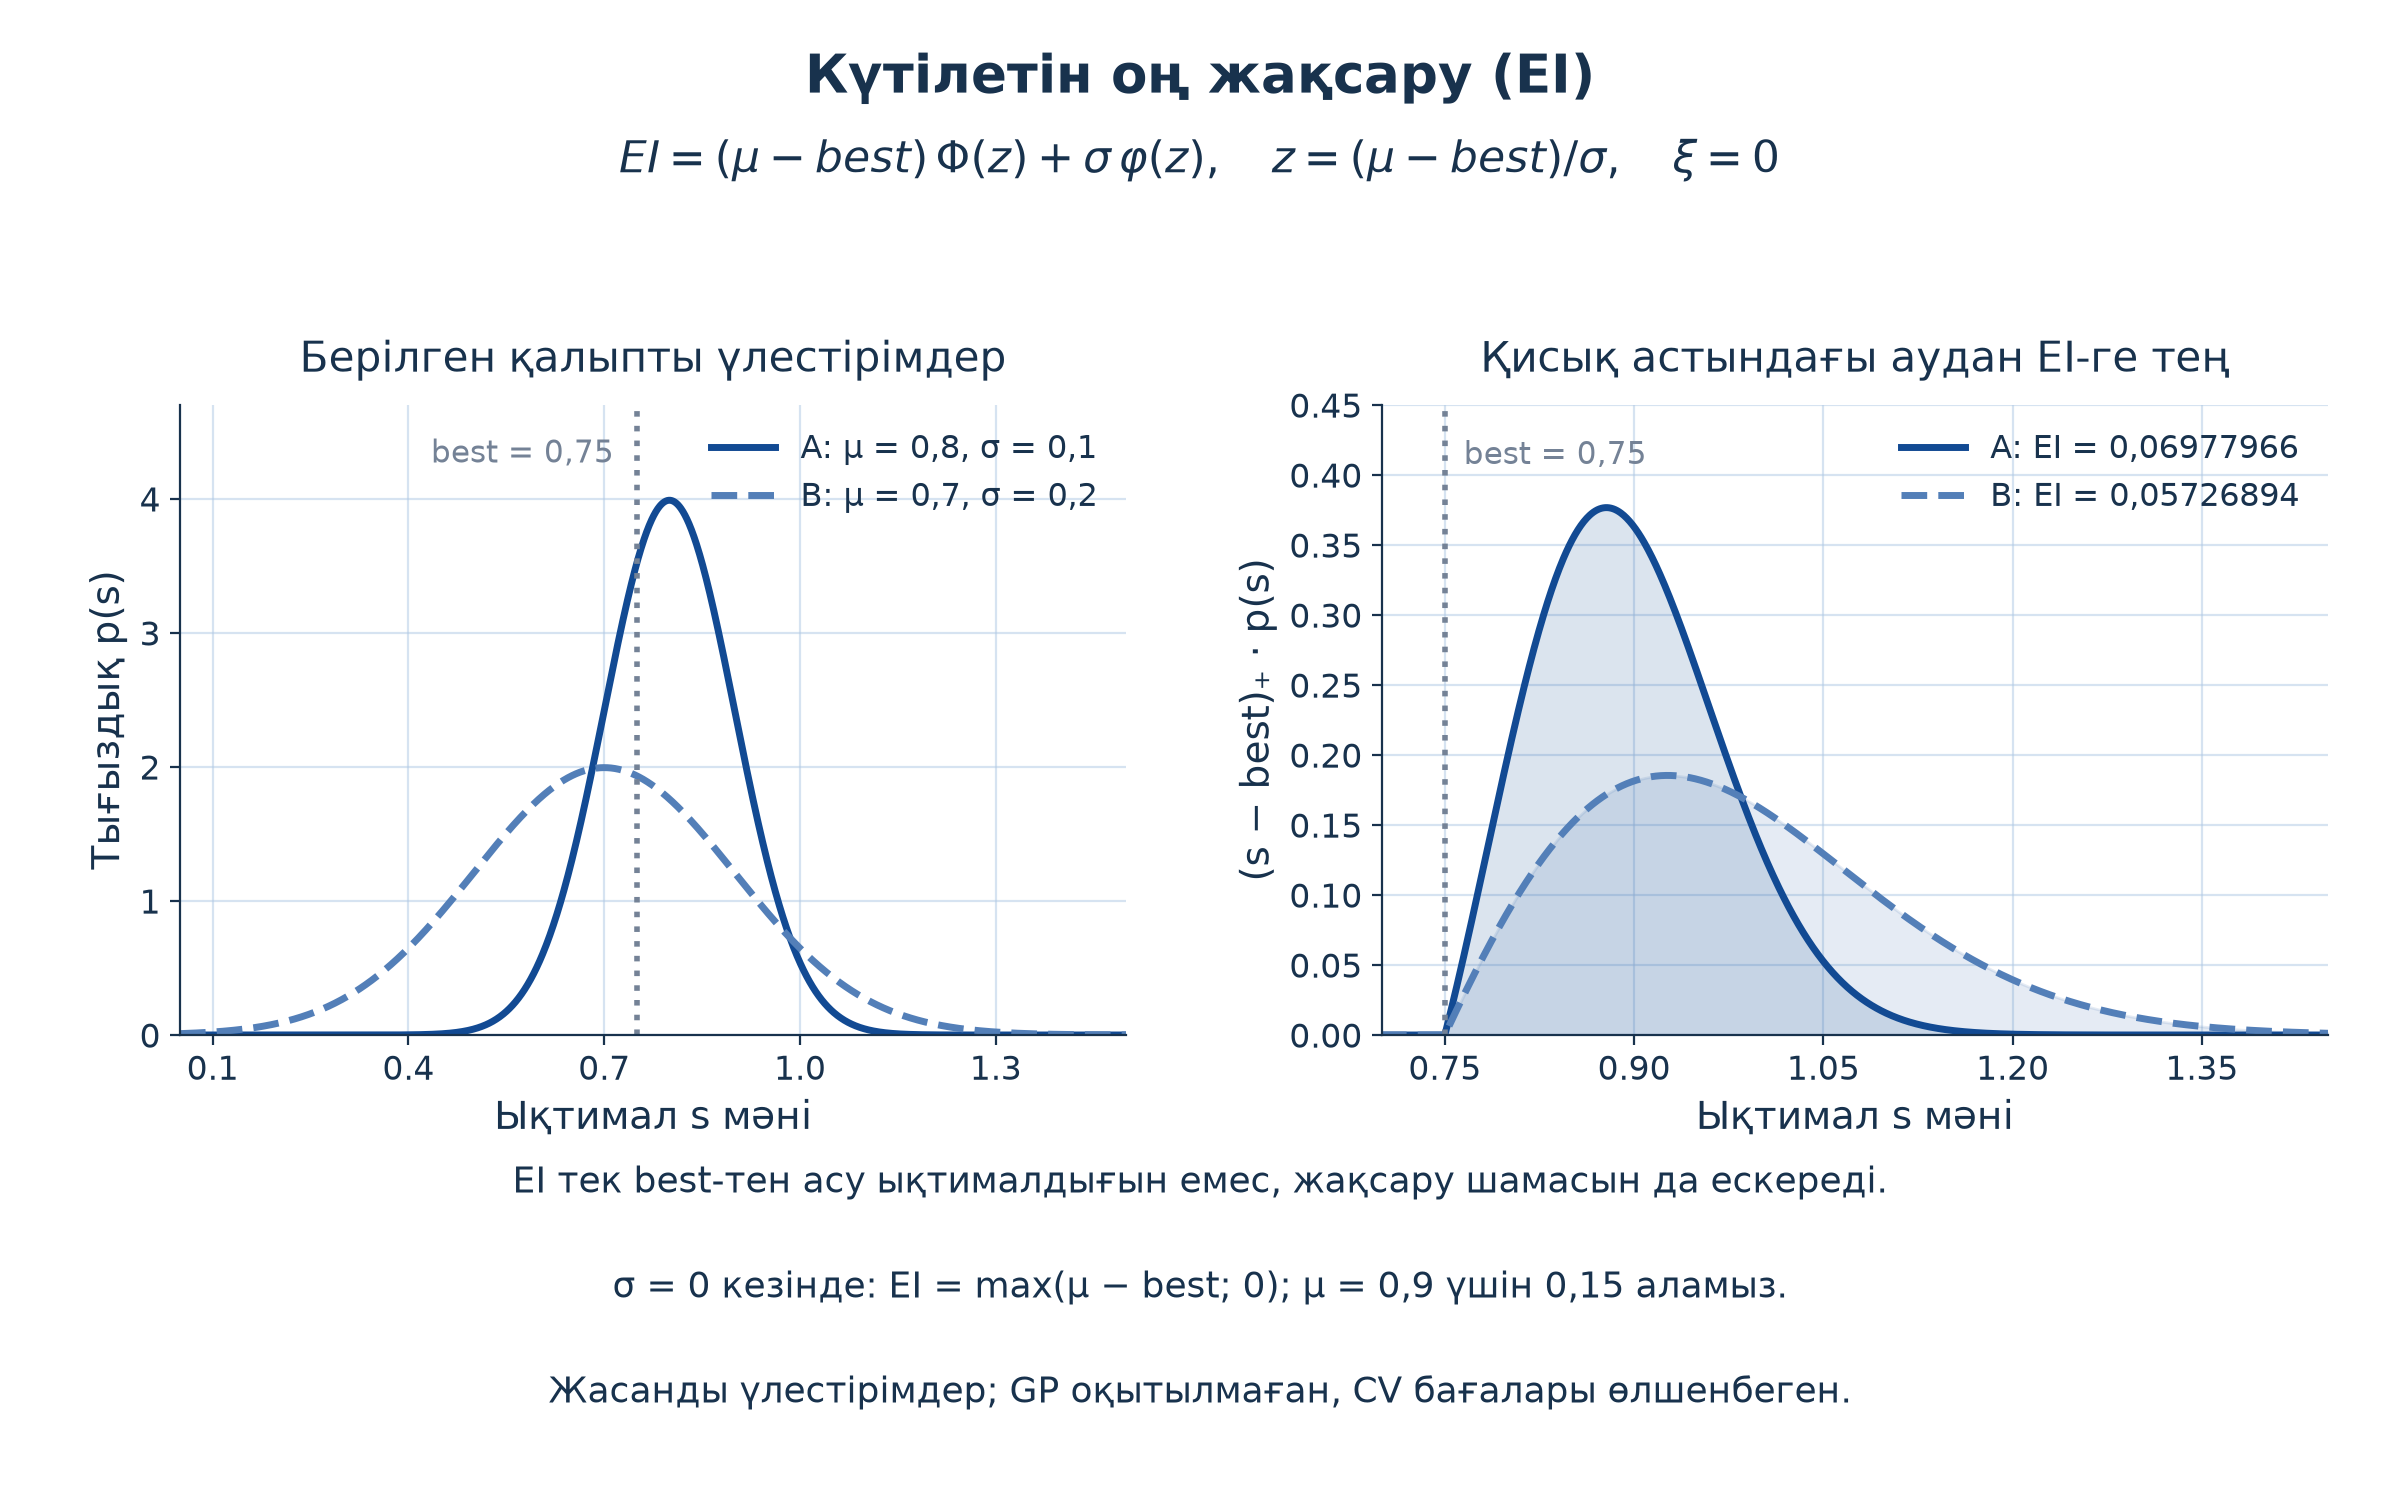 Күтілетін оң жақсару (EI)
EI = (μ − best) Φ(z) + σ φ(z),    z = (μ − best)/σ,    ξ = 0
Берілген қалыпты үлестірімдер
best = 0,75
A: μ = 0,8, σ = 0,1
B: μ = 0,7, σ = 0,2
Тығыздық p(s)
4
3
2
1
0
0.1 0.4 0.7 1.0 1.3
Ықтимал s мәні
Қисық астындағы аудан EI-ге тең
best = 0,75
A: EI = 0,06977966
B: EI = 0,05726894
(s − best)₊ · p(s)
0.45
0.40
0.35
0.30
0.25
0.20
0.15
0.10
0.05
0.00
0.75 0.90 1.05 1.20 1.35
Ықтимал s мәні
EI тек best-тен асу ықтималдығын емес, жақсару шамасын да ескереді.
σ = 0 кезінде: EI = max(μ − best; 0); μ = 0,9 үшін 0,15 аламыз.
Жасанды үлестірімдер; GP оқытылмаған, CV бағалары өлшенбеген.